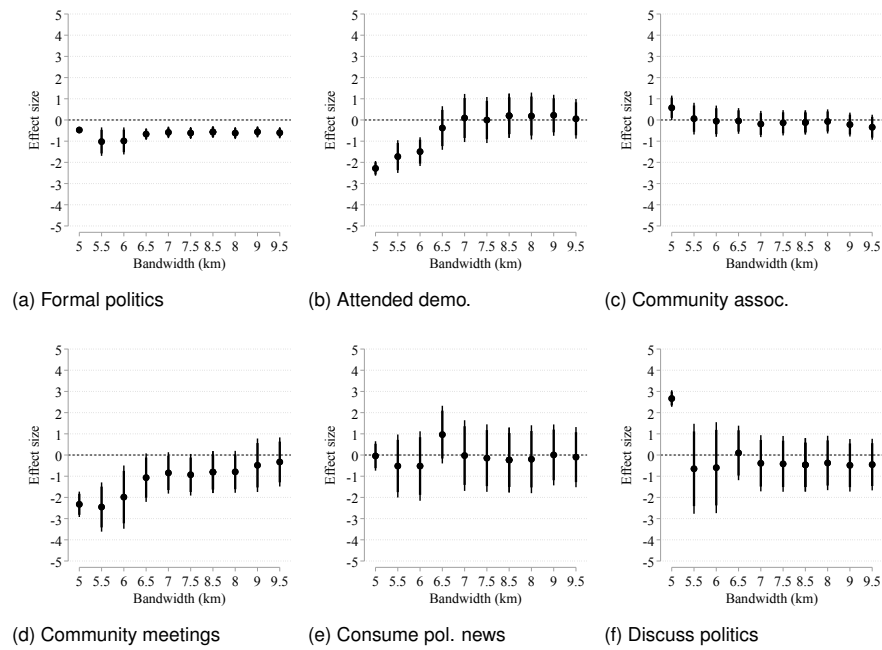 5
4
3
2
1
0
-1
-2
-3
-4
-5
Effect size
5 5.5 6 6.5 7 7.5 8.5 8 9 9.5
Bandwidth (km)
(a) Formal politics
5
4
3
2
1
0
-1
-2
-3
-4
-5
Effect size
5 5.5 6 6.5 7 7.5 8.5 8 9 9.5
Bandwidth (km)
(b) Attended demo.
5
4
3
2
1
0
-1
-2
-3
-4
-5
Effect size
5 5.5 6 6.5 7 7.5 8.5 8 9 9.5
Bandwidth (km)
(c) Community assoc.
5
4
3
2
1
0
-1
-2
-3
-4
-5
Effect size
5 5.5 6 6.5 7 7.5 8.5 8 9 9.5
Bandwidth (km)
(d) Community meetings
5
4
3
2
1
0
-1
-2
-3
-4
-5
Effect size
5 5.5 6 6.5 7 7.5 8.5 8 9 9.5
Bandwidth (km)
(e) Consume pol. news
5
4
3
2
1
0
-1
-2
-3
-4
-5
Effect size
5 5.5 6 6.5 7 7.5 8.5 8 9 9.5
Bandwidth (km)
(f) Discuss politics